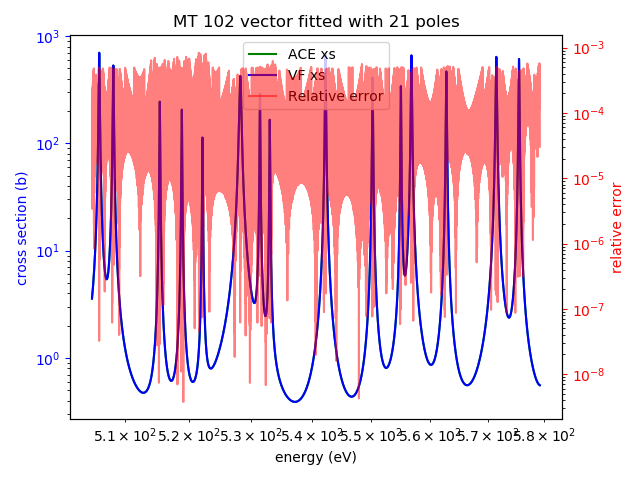 MT 102 vector fitted with 21 poles
ACE xs
VF xs
Relative error
10³
10²
10¹
10⁰
cross section (b)
10⁻³
10⁻⁴
10⁻⁵
10⁻⁶
10⁻⁷
10⁻⁸
relative error
5.1 × 10² 5.2 × 10² 5.3 × 10² 5.4 × 10² 5.5 × 10² 5.6 × 10² 5.7 × 10² 5.8 × 10²
energy (eV)